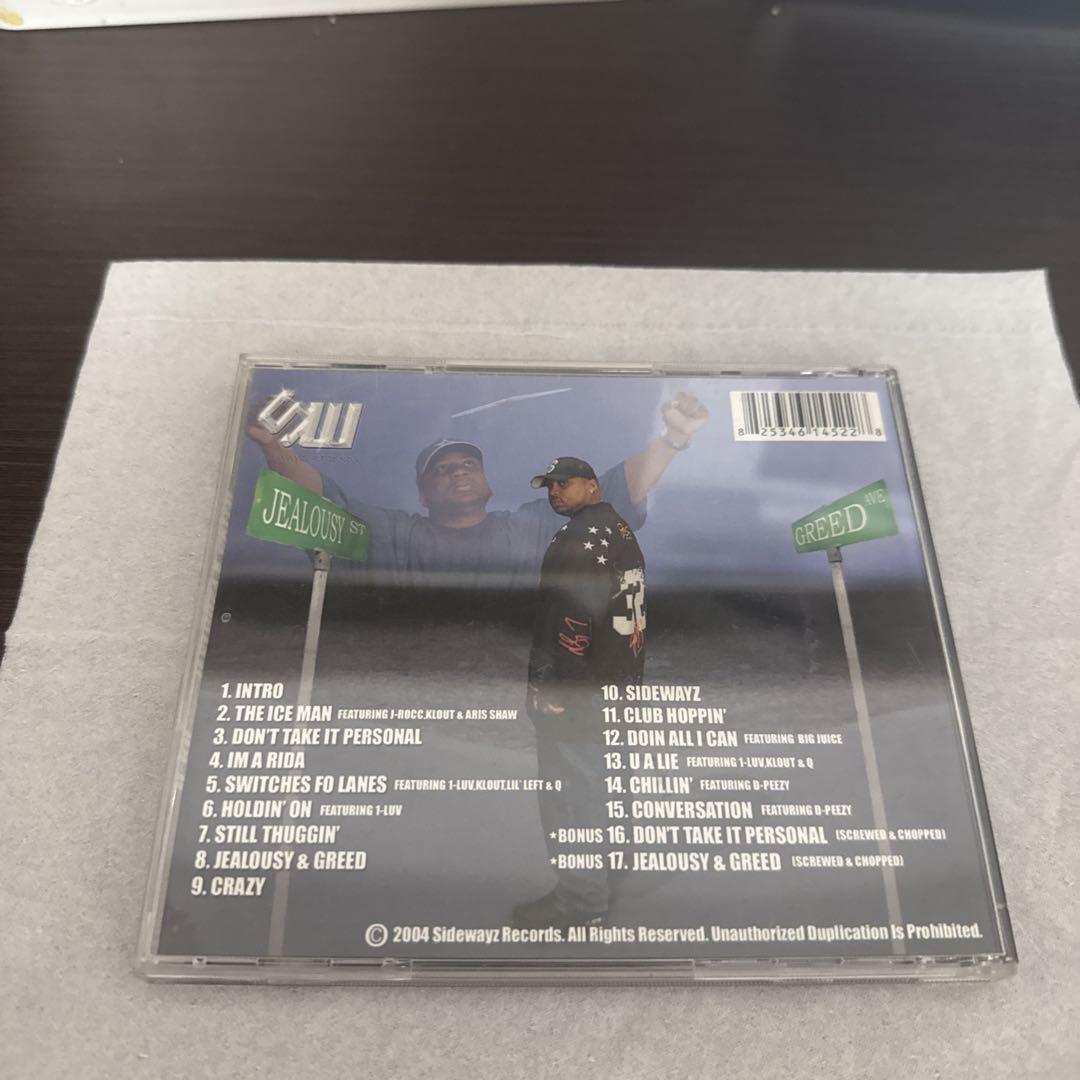 8 25346 14522 8
JEALOUSY ST
GREED AVE
32
1. INTRO
2. THE ICE MAN FEATURING J-ROCC,KLOUT & ARIS SHAW
3. DON'T TAKE IT PERSONAL
4. IM A RIDA
5. SWITCHES FO LANES FEATURING 1-LUV,KLOUT,LIL' LEFT & Q
6. HOLDIN' ON FEATURING 1-LUV
7. STILL THUGGIN'
8. JEALOUSY & GREED
9. CRAZY
10. SIDEWAYZ
11. CLUB HOPPIN'
12. DOIN ALL I CAN FEATURING BIG JUICE
13. U A LIE FEATURING 1-LUV,KLOUT & Q
14. CHILLIN' FEATURING D-PEEZY
15. CONVERSATION FEATURING D-PEEZY
*BONUS 16. DON'T TAKE IT PERSONAL (SCREWED & CHOPPED)
*BONUS 17. JEALOUSY & GREED (SCREWED & CHOPPED)
© 2004 Sidewayz Records. All Rights Reserved. Unauthorized Duplication Is Prohibited.